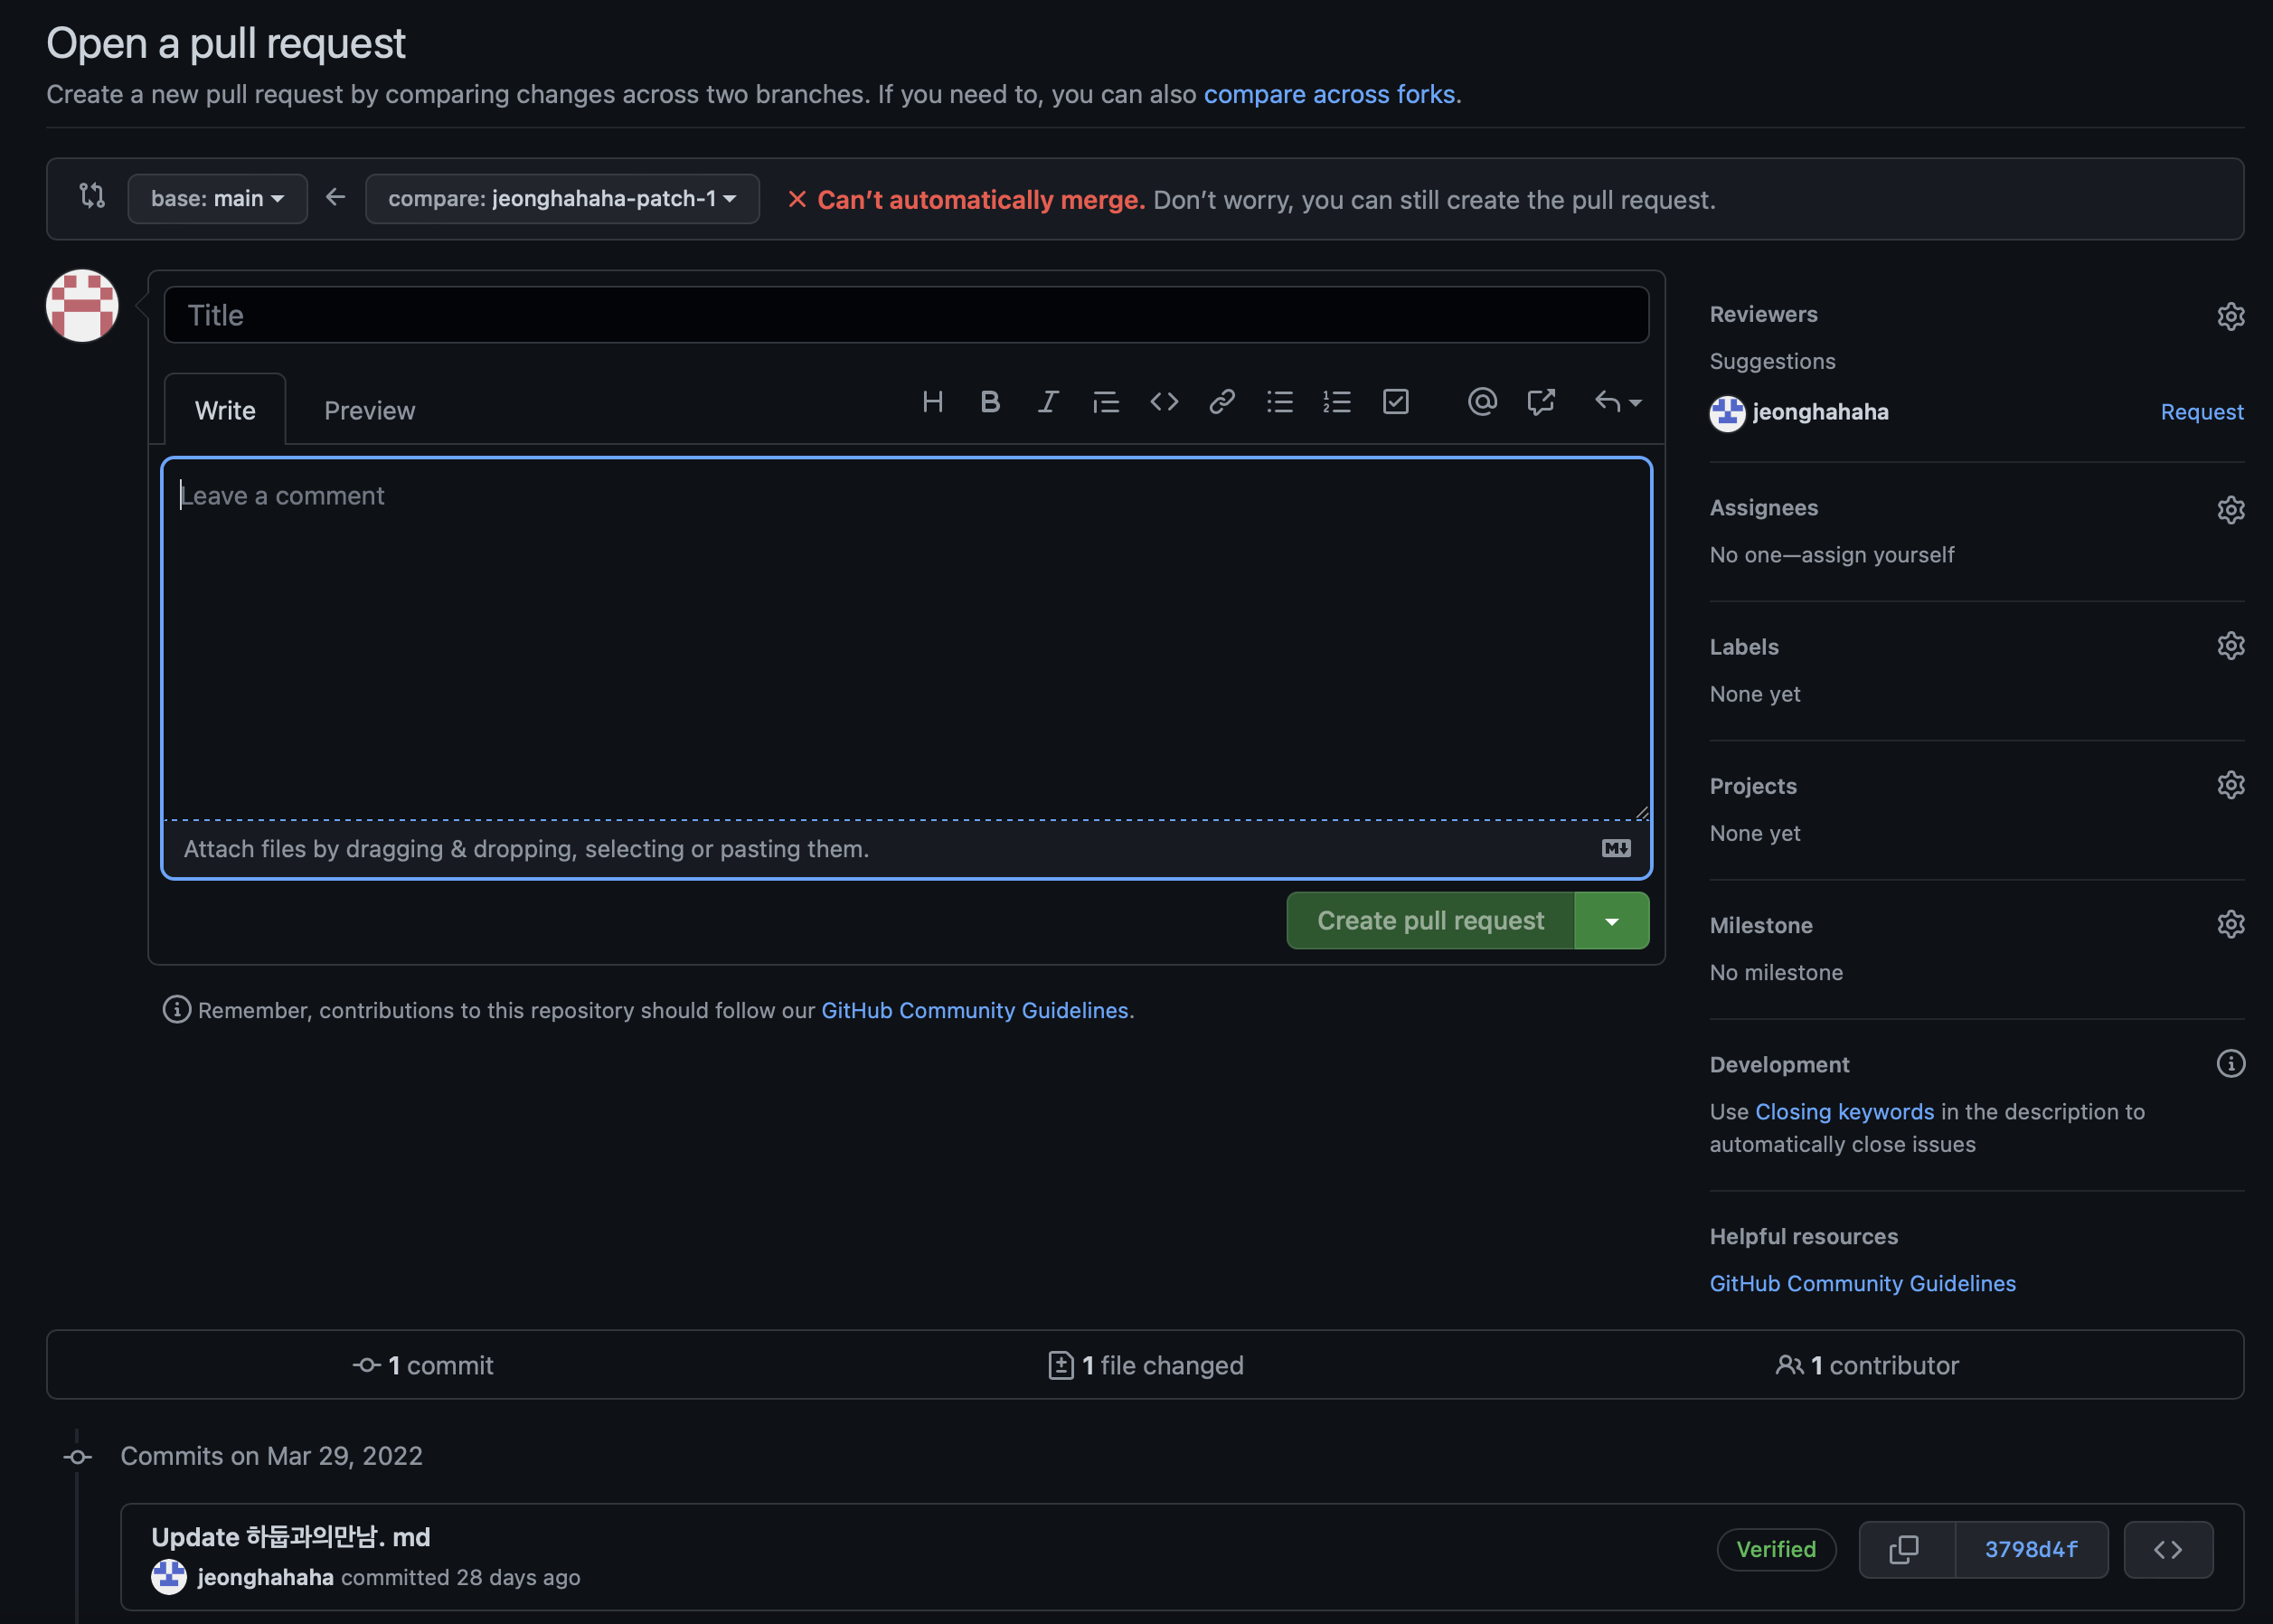 Open a pull request
Create a new pull request by comparing changes across two branches. If you need to, you can also compare across forks.
base: main
compare: jeonghahaha-patch-1
Can’t automatically merge. Don’t worry, you can still create the pull request.
Title
Write
Preview
Leave a comment
Attach files by dragging & dropping, selecting or pasting them.
Create pull request
Remember, contributions to this repository should follow our GitHub Community Guidelines.
Reviewers
Suggestions
jeonghahaha
Request
Assignees
No one—assign yourself
Labels
None yet
Projects
None yet
Milestone
No milestone
Development
Use Closing keywords in the description to
automatically close issues
Helpful resources
GitHub Community Guidelines
1 commit
1 file changed
1 contributor
Commits on Mar 29, 2022
Update 하둡과의만남. md
jeonghahaha committed 28 days ago
Verified
3798d4f